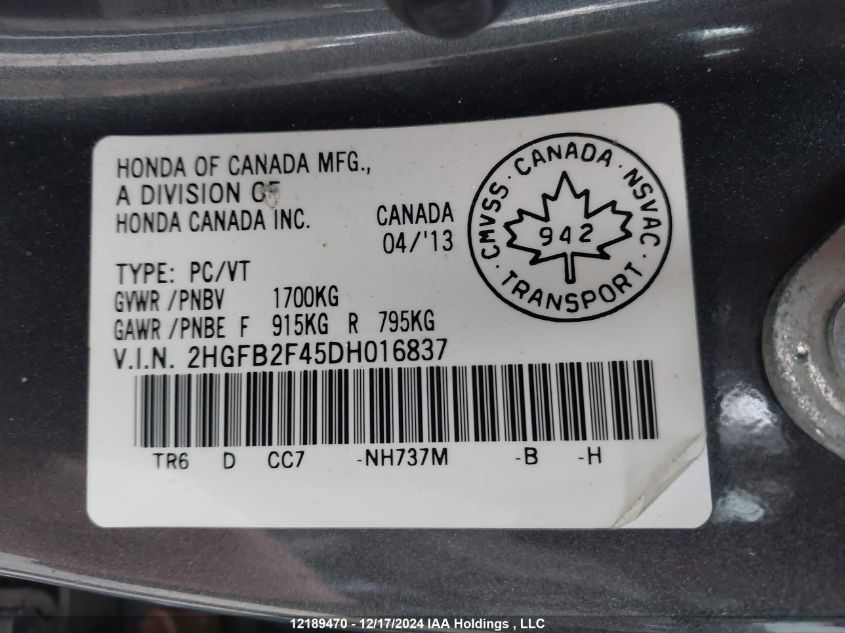 HONDA OF CANADA MFG.,
A DIVISION OF
HONDA CANADA INC.
CANADA
04/'13
CMVSS · CANADA · NSVAC · TRANSPORT ·
942
TYPE: PC/VT
GVWR /PNBV 1700KG
GAWR /PNBE F 915KG R 795KG
V.I.N. 2HGFB2F45DH016837
TR6 D CC7 -NH737M -B -H
12189470 - 12/17/2024 IAA Holdings , LLC